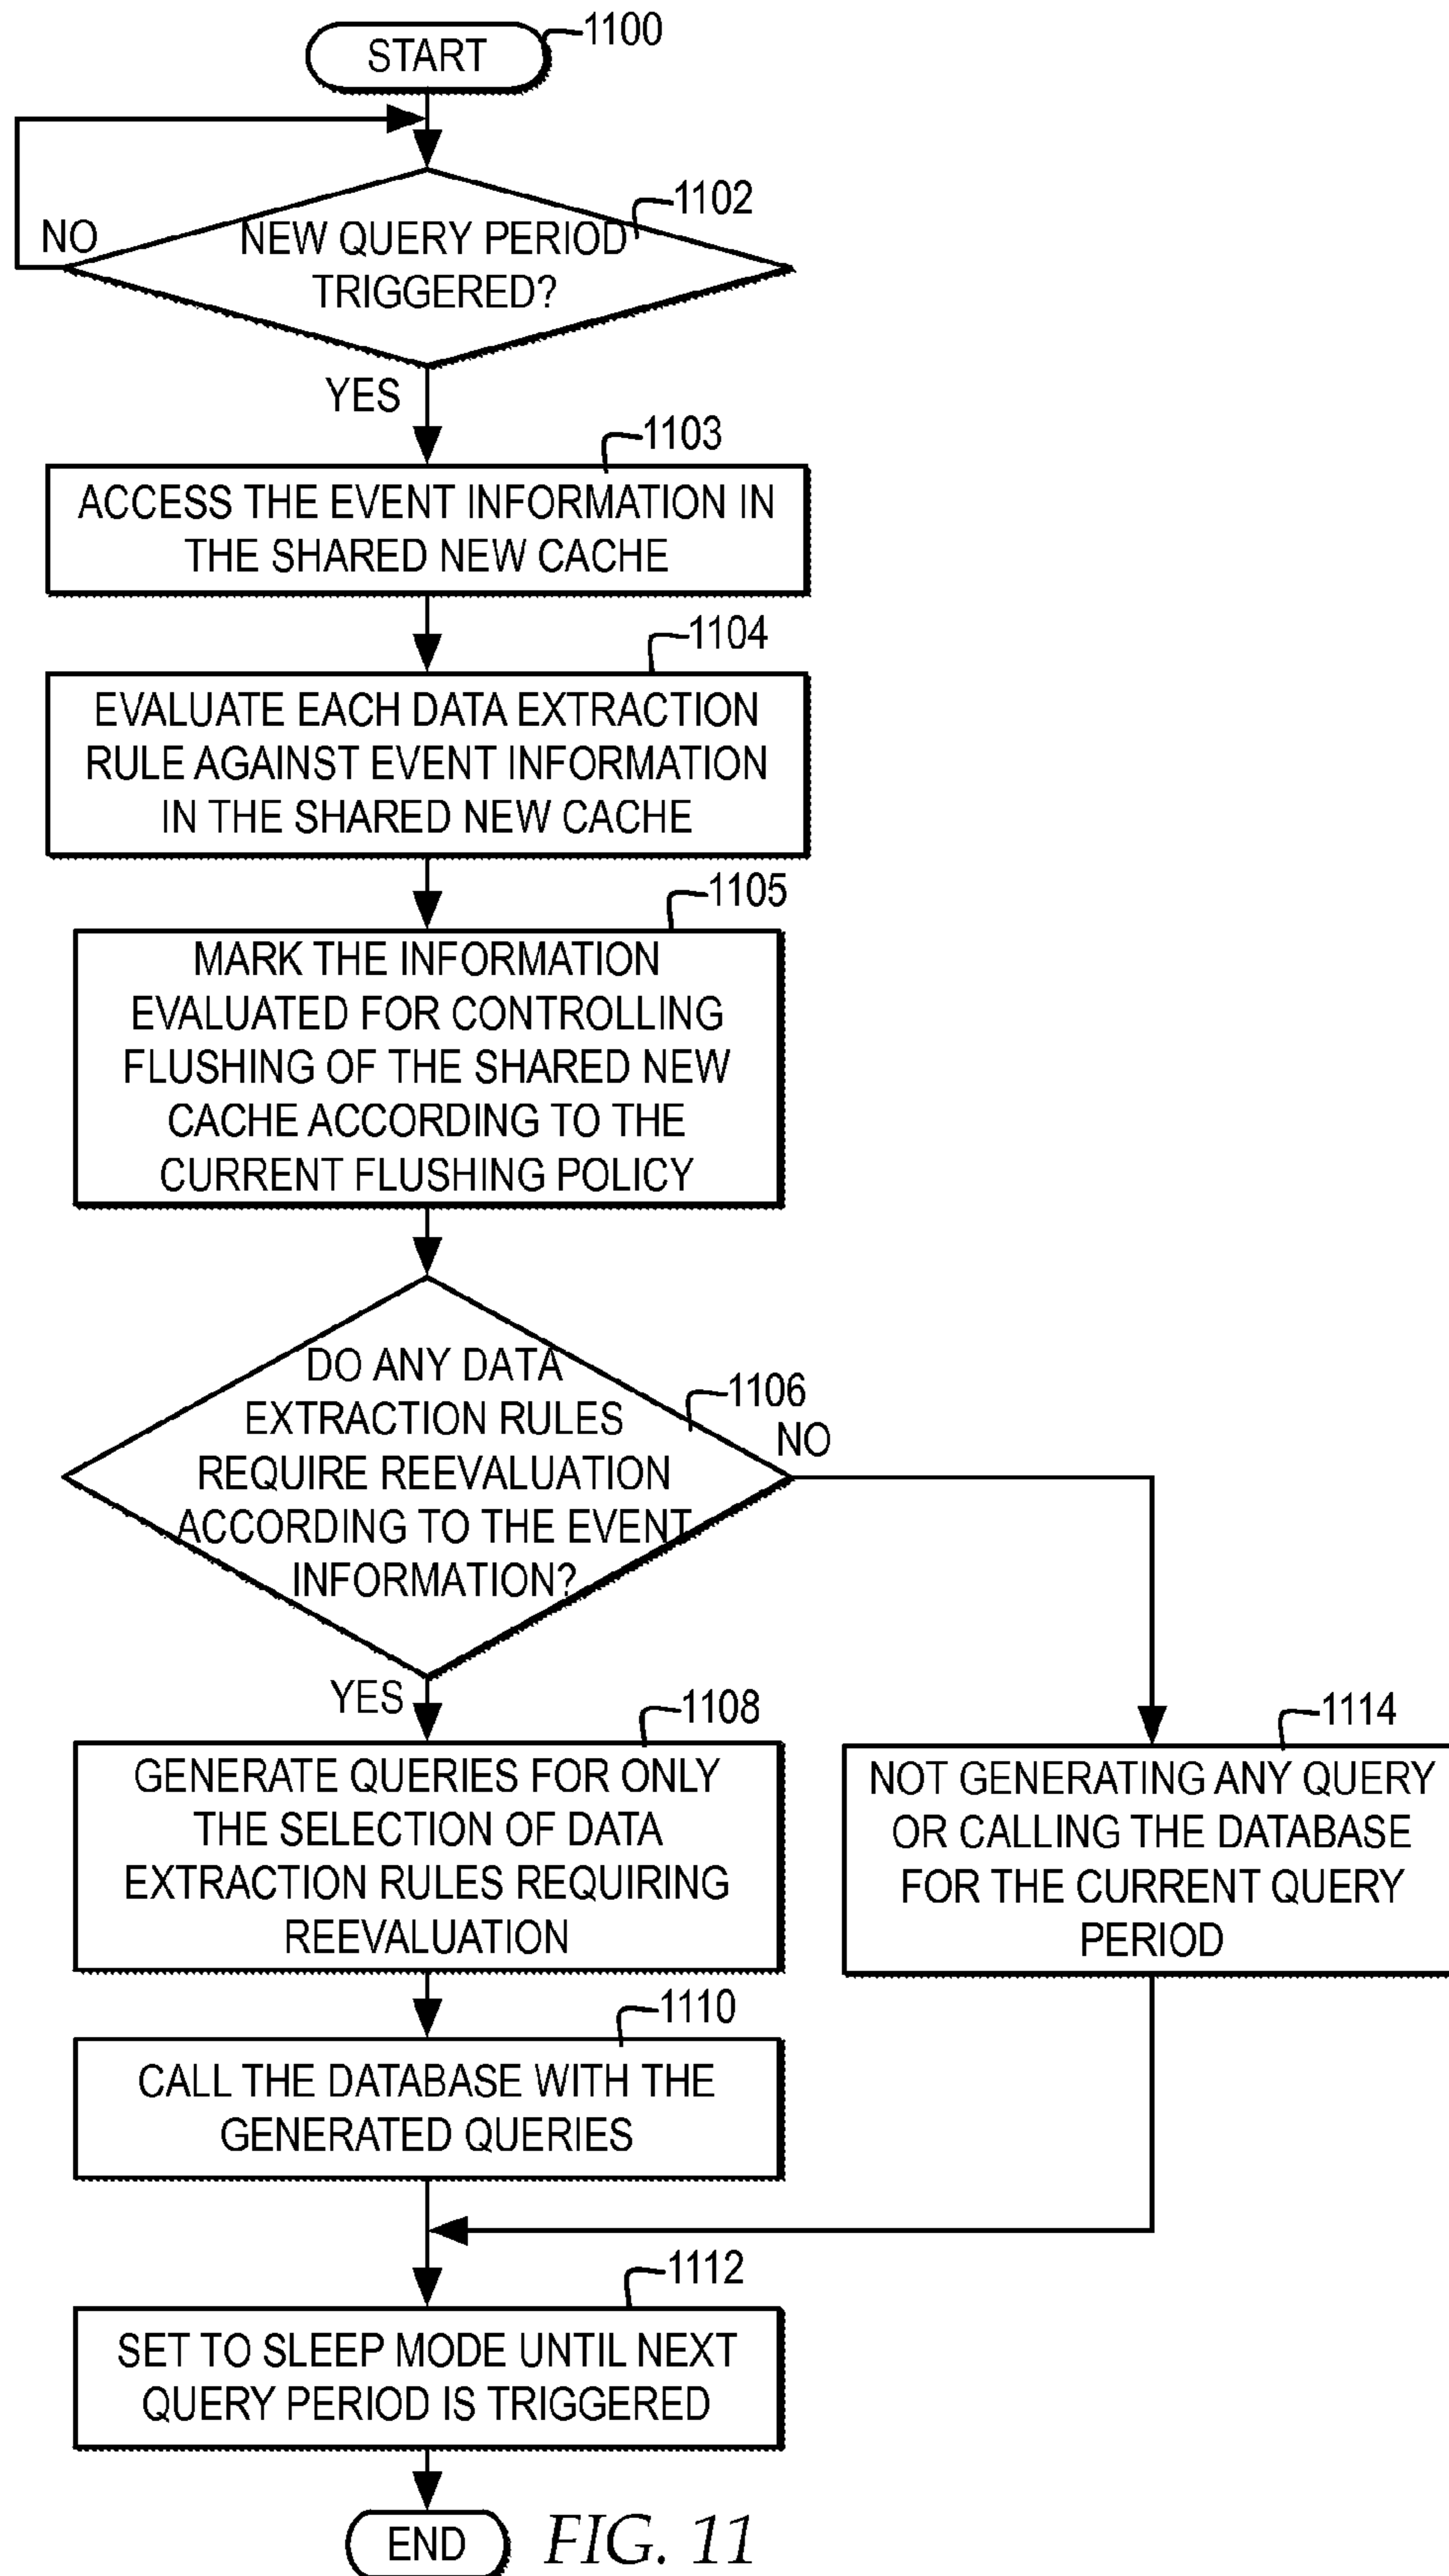 START
1100
NEW QUERY PERIOD
TRIGGERED?
1102
NO
YES
1103
ACCESS THE EVENT INFORMATION IN
THE SHARED NEW CACHE
1104
EVALUATE EACH DATA EXTRACTION
RULE AGAINST EVENT INFORMATION
IN THE SHARED NEW CACHE
1105
MARK THE INFORMATION
EVALUATED FOR CONTROLLING
FLUSHING OF THE SHARED NEW
CACHE ACCORDING TO THE
CURRENT FLUSHING POLICY
DO ANY DATA
EXTRACTION RULES
REQUIRE REEVALUATION
ACCORDING TO THE EVENT
INFORMATION?
1106
NO
YES
1108
GENERATE QUERIES FOR ONLY
THE SELECTION OF DATA
EXTRACTION RULES REQUIRING
REEVALUATION
1114
NOT GENERATING ANY QUERY
OR CALLING THE DATABASE
FOR THE CURRENT QUERY
PERIOD
1110
CALL THE DATABASE WITH THE
GENERATED QUERIES
1112
SET TO SLEEP MODE UNTIL NEXT
QUERY PERIOD IS TRIGGERED
END
FIG. 11